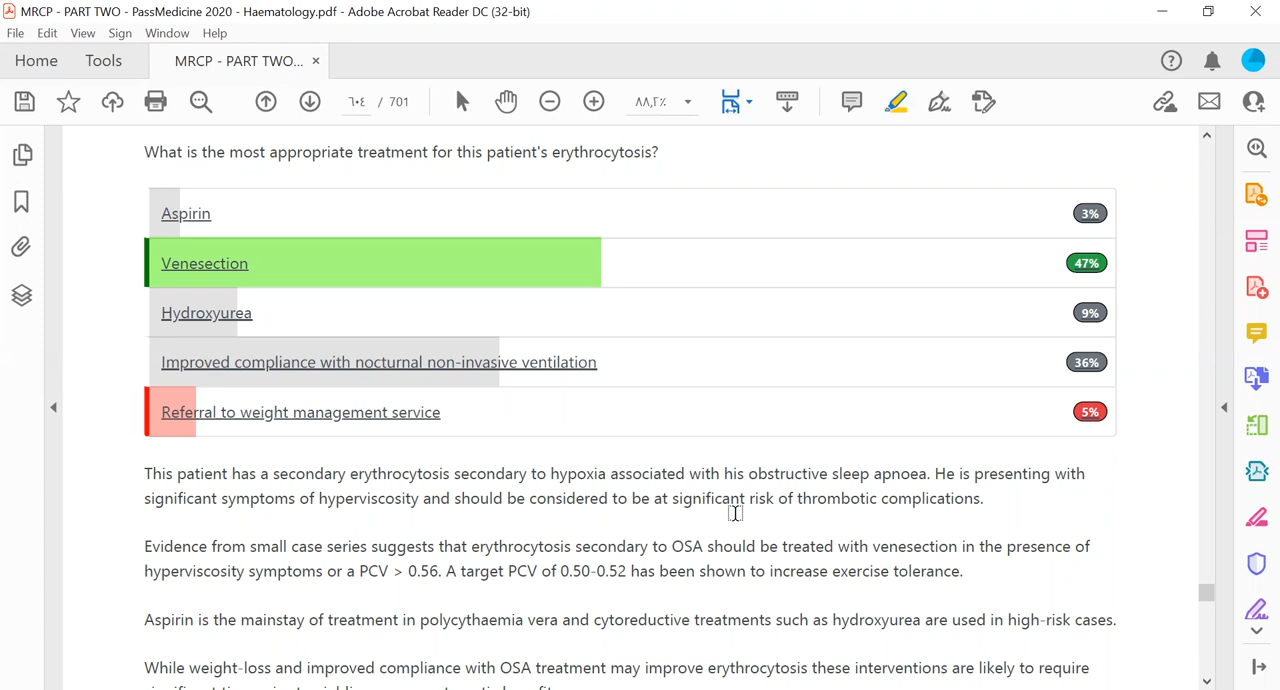 MRCP - PART TWO - PassMedicine 2020 - Haematology.pdf - Adobe Acrobat Reader DC (32-bit)
File Edit View Sign Window Help
Home Tools MRCP - PART TWO... ×
٦٠٤ / 701 ٨٨,٢٪
What is the most appropriate treatment for this patient's erythrocytosis?
Aspirin 3%
Venesection 47%
Hydroxyurea 9%
Improved compliance with nocturnal non-invasive ventilation 36%
Referral to weight management service 5%
This patient has a secondary erythrocytosis secondary to hypoxia associated with his obstructive sleep apnoea. He is presenting with
significant symptoms of hyperviscosity and should be considered to be at significant risk of thrombotic complications.
Evidence from small case series suggests that erythrocytosis secondary to OSA should be treated with venesection in the presence of
hyperviscosity symptoms or a PCV > 0.56. A target PCV of 0.50-0.52 has been shown to increase exercise tolerance.
Aspirin is the mainstay of treatment in polycythaemia vera and cytoreductive treatments such as hydroxyurea are used in high-risk cases.
While weight-loss and improved compliance with OSA treatment may improve erythrocytosis these interventions are likely to require